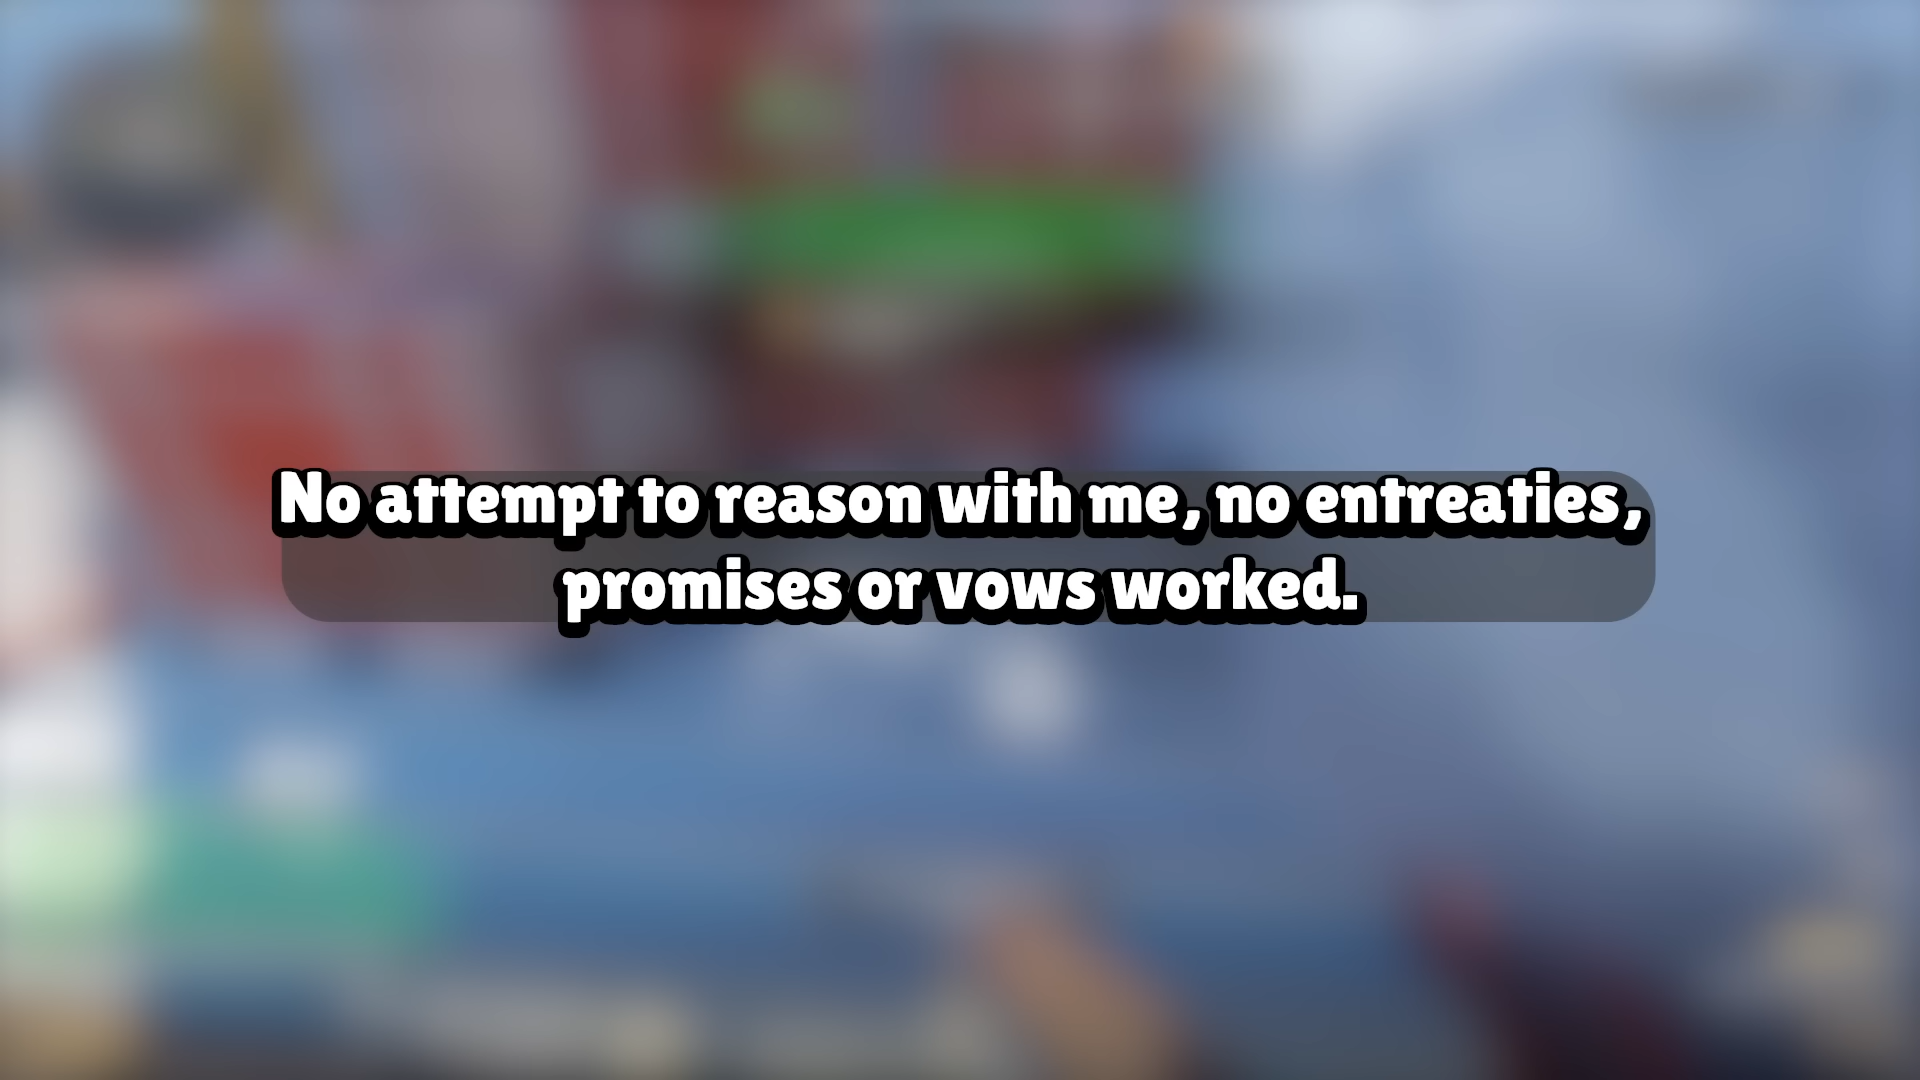 No attempt to reason with me, no entreaties,
promises or vows worked.